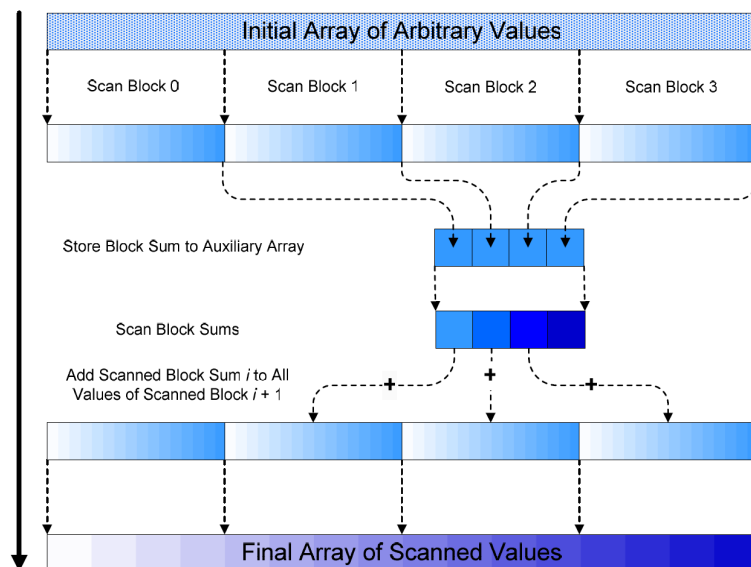 Initial Array of Arbitrary Values
Scan Block 0
Scan Block 1
Scan Block 2
Scan Block 3
Store Block Sum to Auxiliary Array
Scan Block Sums
Add Scanned Block Sum i to All
Values of Scanned Block i + 1
+
+
+
Final Array of Scanned Values